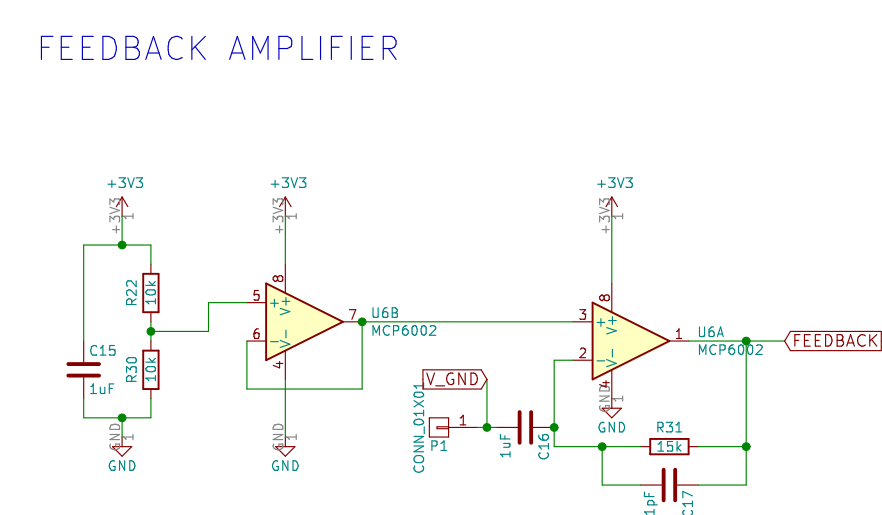 FEEDBACK AMPLIFIER
+3V3
+3V3
+3V3
+3V3
1
+3V3
1
+3V3
1
R22
10k
R30
10k
C15
1uF
GND
1
GND
5
6
8
4
7
+
-
V+
V-
U6B
MCP6002
GND
1
GND
3
2
8
4
1
+
-
V+
V-
U6A
MCP6002
FEEDBACK
GND
1
GND
V_GND
CONN_01X01
P1
1
1uF
C16
R31
15k
1pF
C17